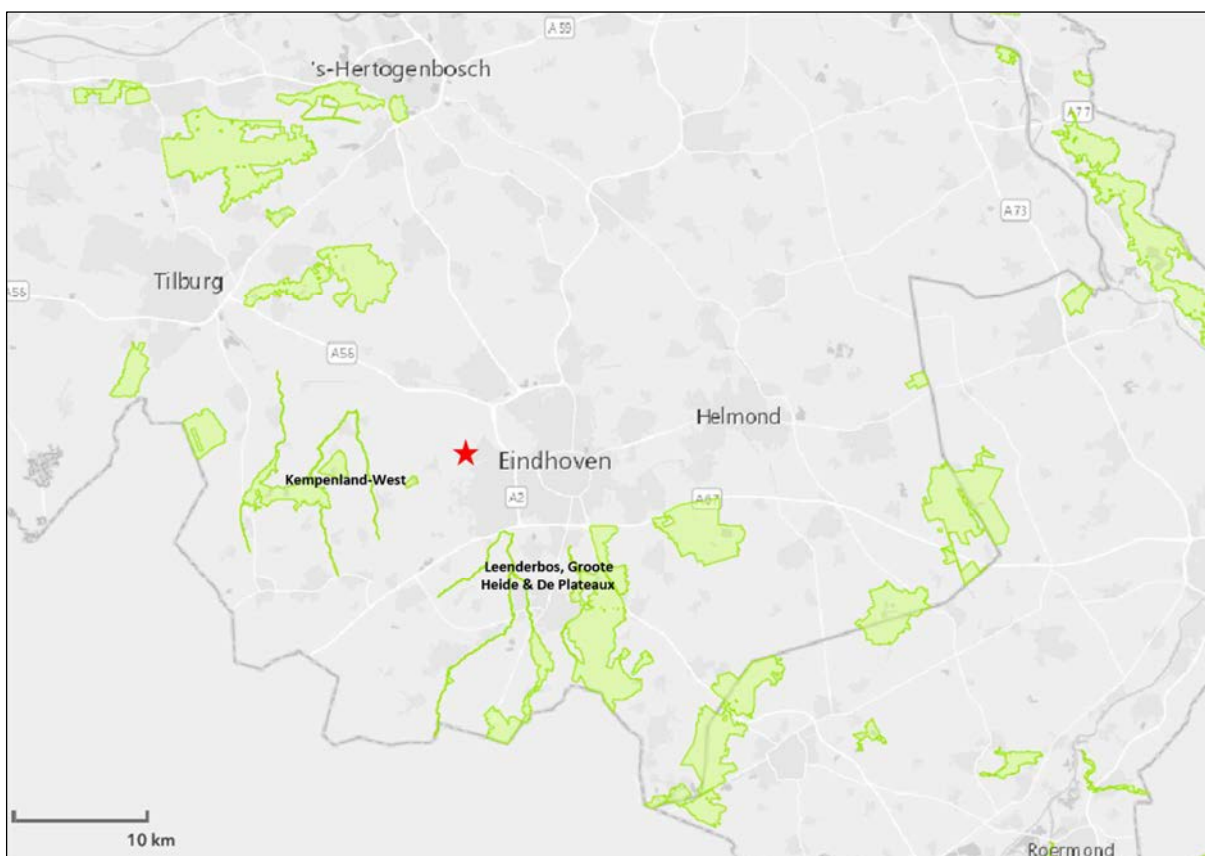 A59
's-Hertogenbosch
A77
A73
Tilburg
A58
A58
Helmond
Eindhoven
Kempenland-West
A2
A67
Leenderbos, Groote
Heide & De Plateaux
10 km
Roermond